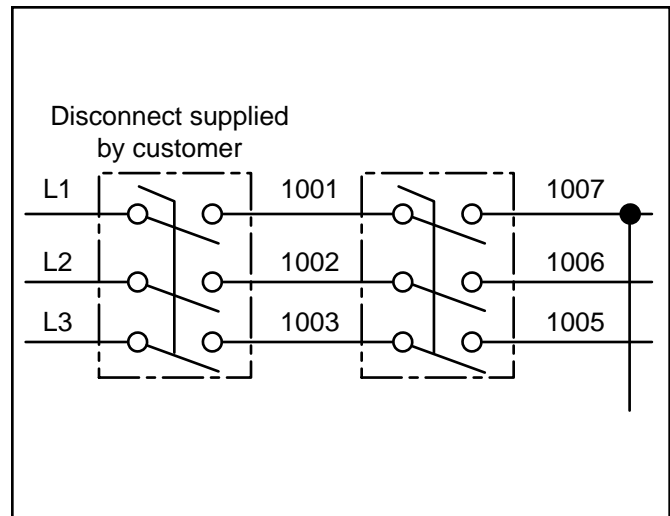 Disconnect supplied
by customer
L1 1001 1007
L2 1002 1006
L3 1003 1005